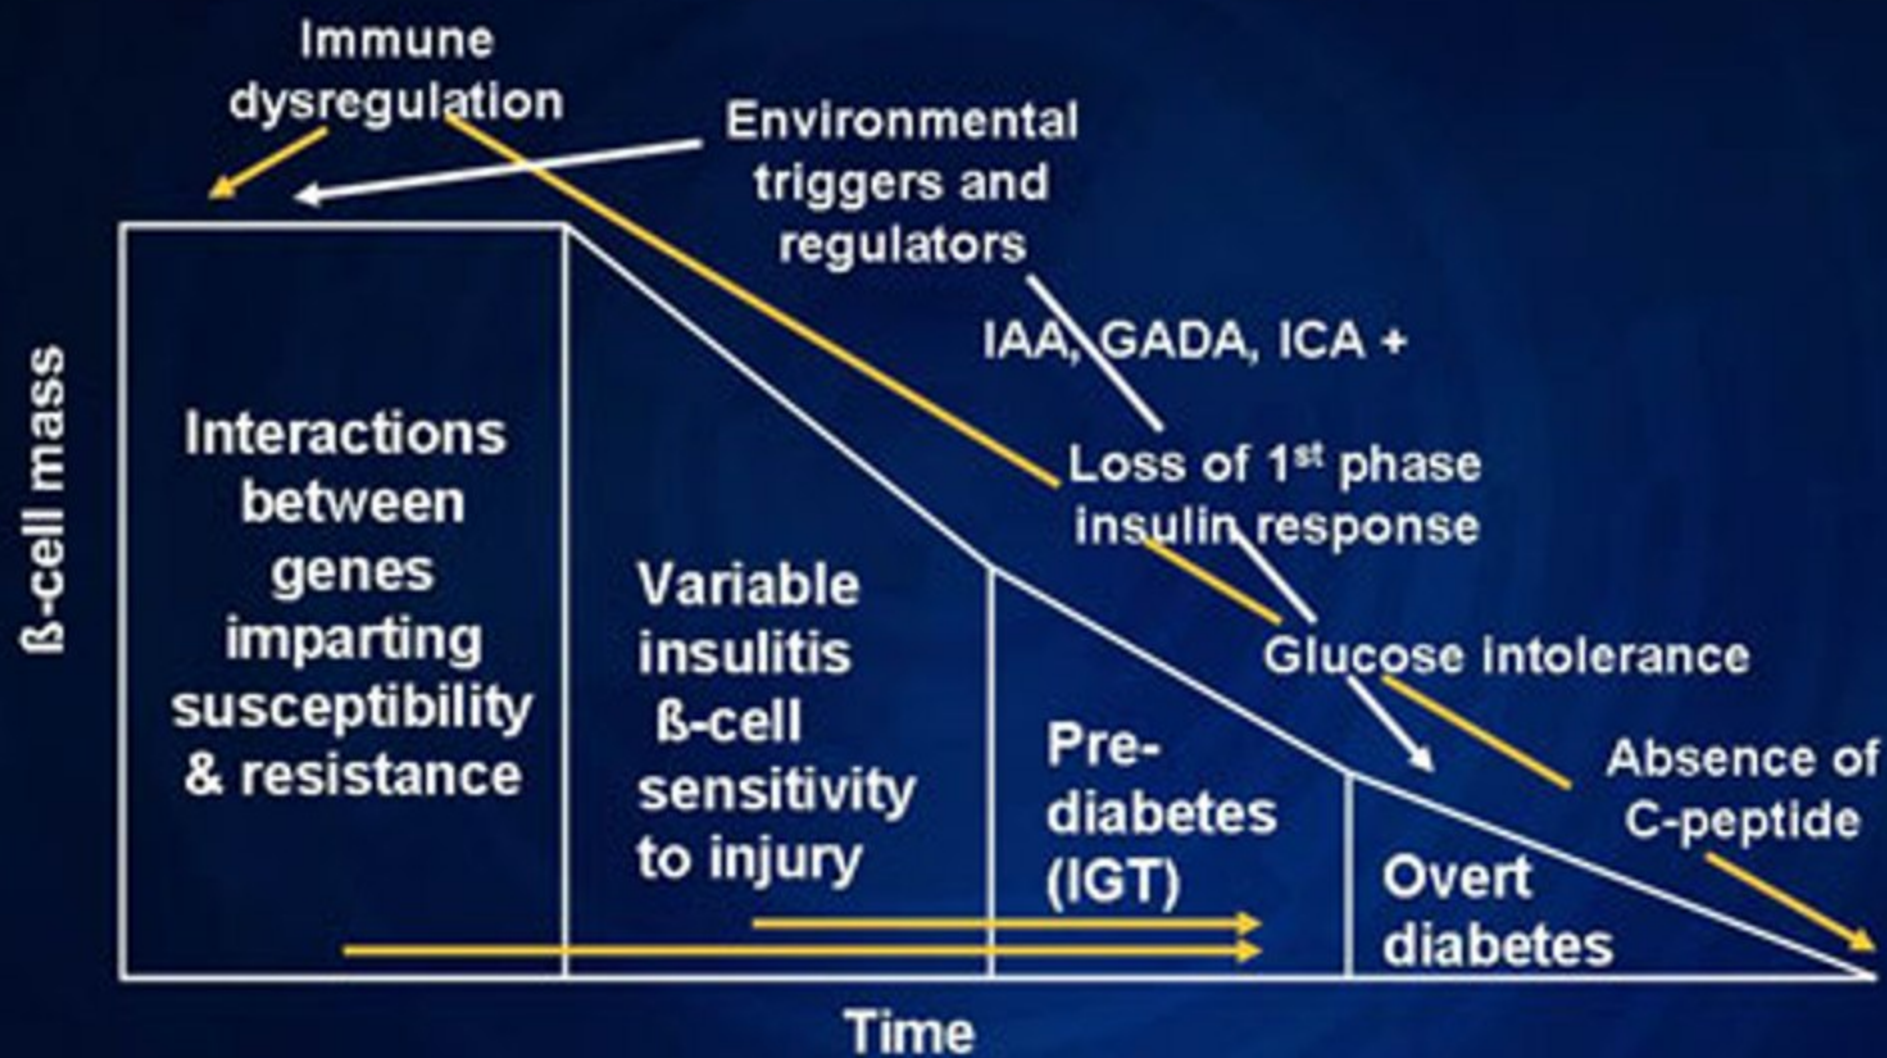 Immune
dysregulation
Environmental
triggers and
regulators
IAA, GADA, ICA +
Loss of 1st phase
insulin response
Glucose intolerance
Absence of
C-peptide
ß-cell mass
Interactions
between
genes
imparting
susceptibility
& resistance
Variable
insulitis
ß-cell
sensitivity
to injury
Pre-
diabetes
(IGT)
Overt
diabetes
Time